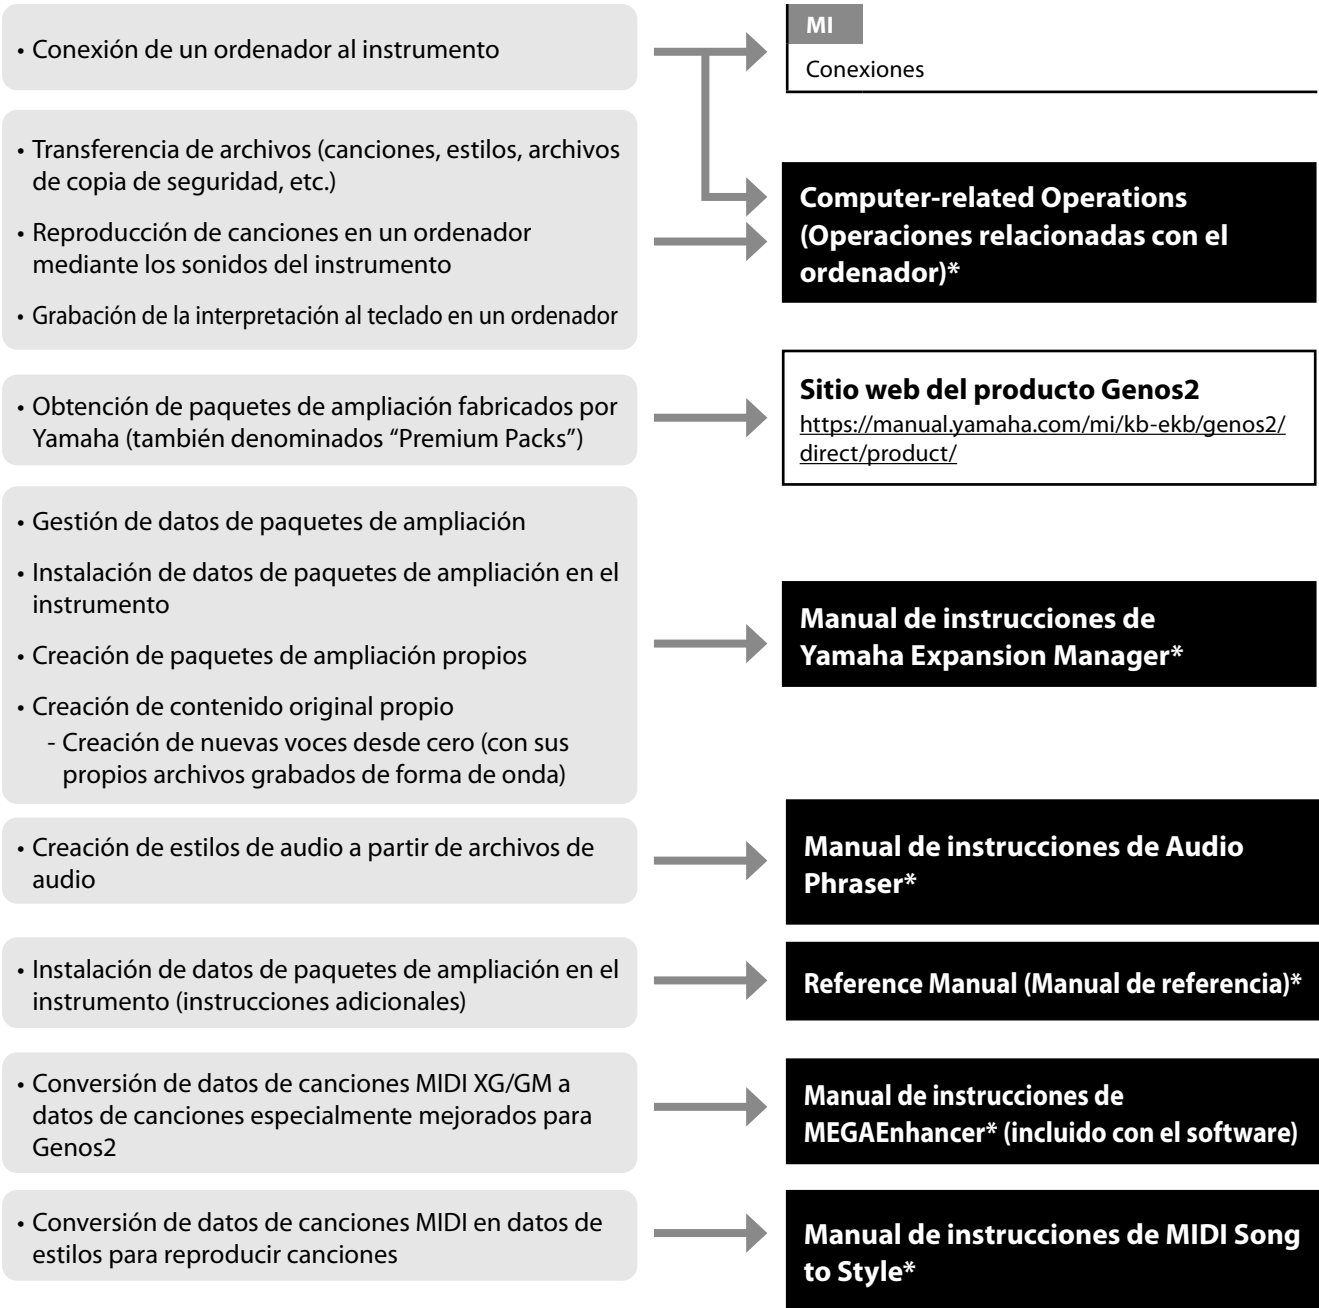 • Conexión de un ordenador al instrumento
MI
Conexiones
• Transferencia de archivos (canciones, estilos, archivos
de copia de seguridad, etc.)
• Reproducción de canciones en un ordenador
mediante los sonidos del instrumento
• Grabación de la interpretación al teclado en un ordenador
Computer-related Operations
(Operaciones relacionadas con el
ordenador)*
• Obtención de paquetes de ampliación fabricados por
Yamaha (también denominados “Premium Packs”)
Sitio web del producto Genos2
https://manual.yamaha.com/mi/kb-ekb/genos2/
direct/product/
• Gestión de datos de paquetes de ampliación
• Instalación de datos de paquetes de ampliación en el
instrumento
• Creación de paquetes de ampliación propios
• Creación de contenido original propio
- Creación de nuevas voces desde cero (con sus
propios archivos grabados de forma de onda)
Manual de instrucciones de
Yamaha Expansion Manager*
• Creación de estilos de audio a partir de archivos de
audio
Manual de instrucciones de Audio
Phraser*
• Instalación de datos de paquetes de ampliación en el
instrumento (instrucciones adicionales)
Reference Manual (Manual de referencia)*
• Conversión de datos de canciones MIDI XG/GM a
datos de canciones especialmente mejorados para
Genos2
Manual de instrucciones de
MEGAEnhancer* (incluido con el software)
• Conversión de datos de canciones MIDI en datos de
estilos para reproducir canciones
Manual de instrucciones de MIDI Song
to Style*